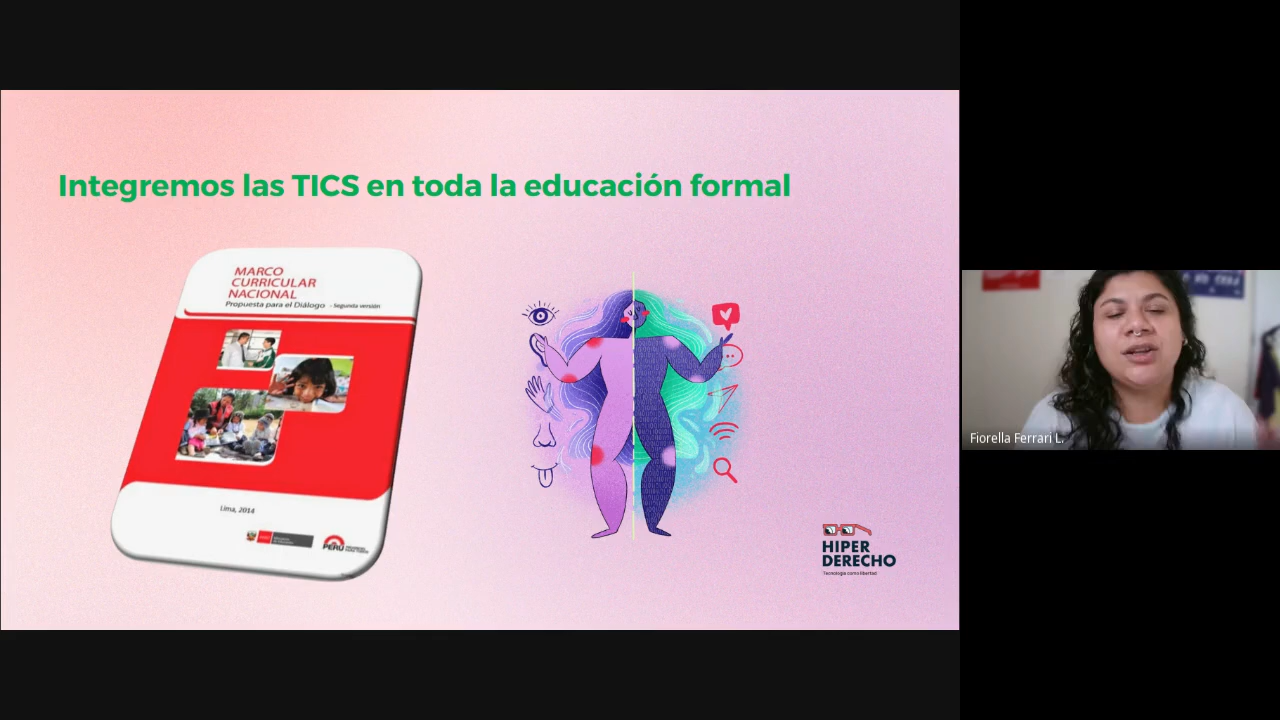 Integremos las TICS en toda la educación formal
MARCO
CURRICULAR
NACIONAL
Propuesta para el Diálogo - Segunda versión
Lima, 2014
PERÚ
HIPER
DERECHO
Tecnología como libertad
Fiorella Ferrari L.